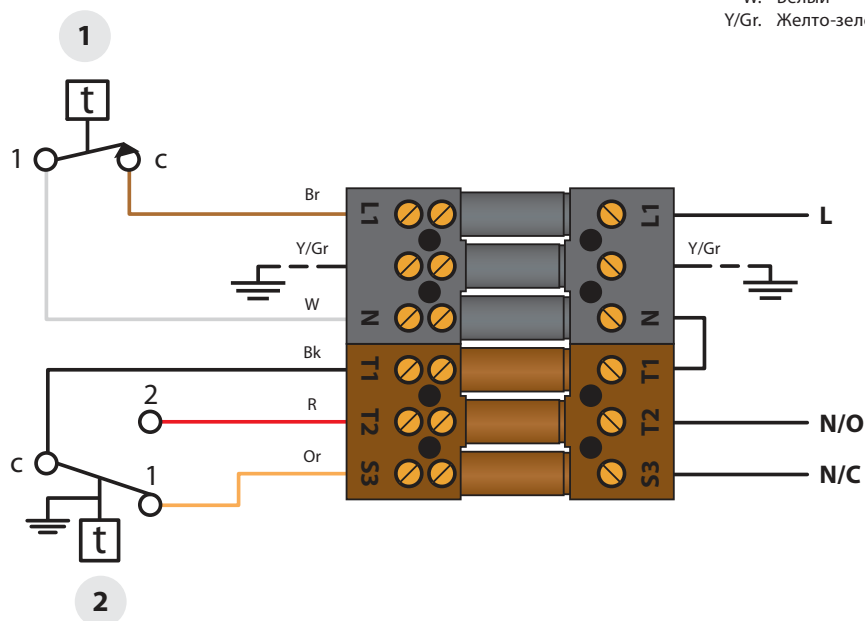 W. Белый
Y/Gr. Желто-зеле
1
t
1 c
Br L1 L1 L
Y/Gr Y/Gr
W N N
Bk T1 T1
2 R T2 T2 N/O
c 1 Or S3 S3 N/C
t
2